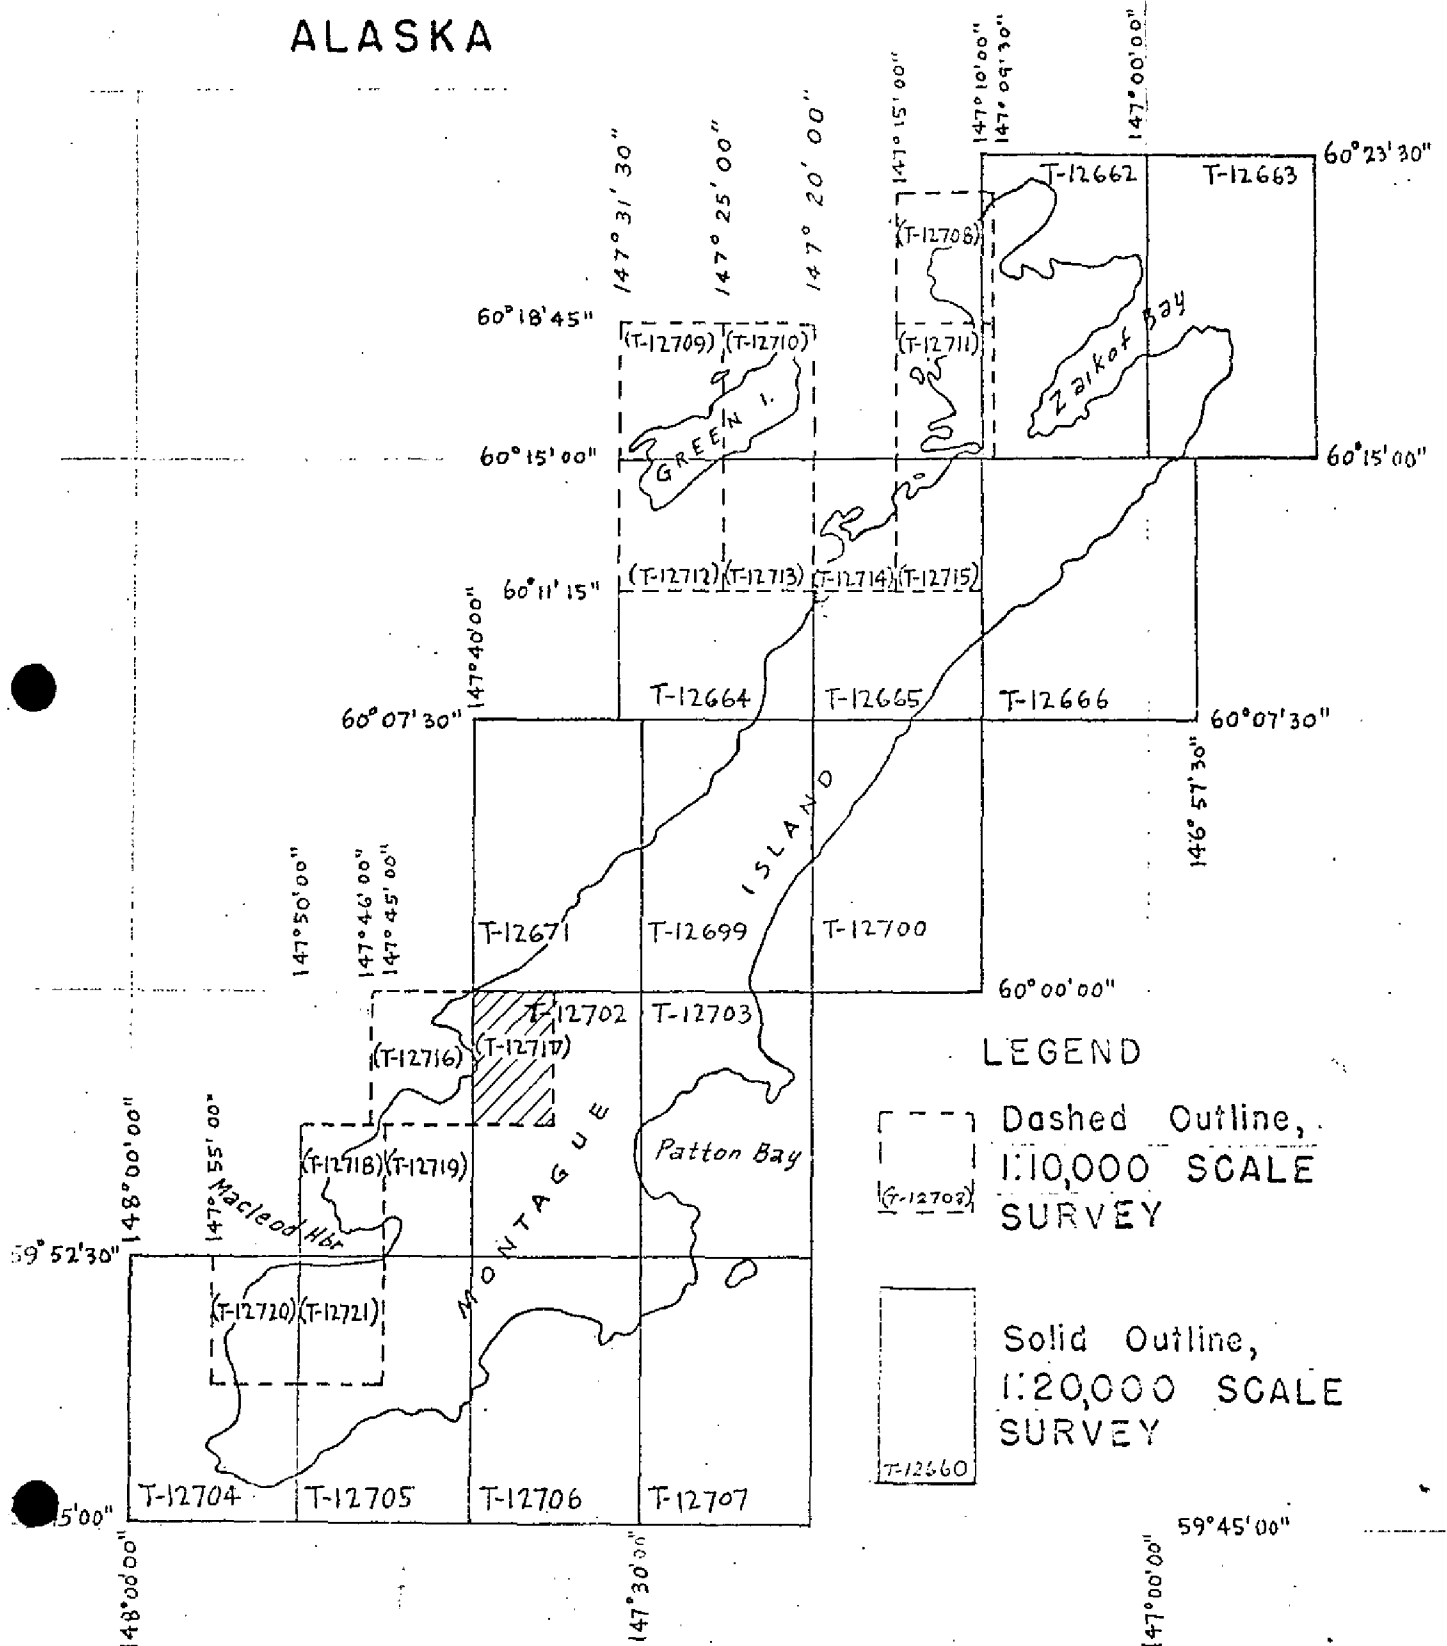 ALASKA
147°31'30"
147°25'00"
147°20'00"
147°15'00"
147°10'00"
147°09'30"
147°00'00"
60°23'30"
T-12662
T-12663
(T-12708)
60°18'45"
(T-12709)
(T-12710)
(T-12711)
Zaikof Bay
GREEN I.
60°15'00"
60°15'00"
60°11'15"
(T-12712)
(T-12713)
(T-12714)
(T-12715)
147°40'00"
T-12664
T-12665
T-12666
60°07'30"
60°07'30"
146°57'30"
ISLAND
147°50'00"
147°46'00"
147°45'00"
T-12671
T-12699
T-12700
60°00'00"
T-12702
T-12703
(T-12716)
(T-12717)
LEGEND
148°00'00"
147°55'00"
MONTAGUE
Patton Bay
(T-12718)
(T-12719)
Macleod Hbr
Dashed Outline,
1:10,000 SCALE
SURVEY
(T-12703)
59°52'30"
(T-12720)
(T-12721)
Solid Outline,
1:20,000 SCALE
SURVEY
T-12660
T-12704
T-12705
T-12706
T-12707
5'00"
59°45'00"
148°00'00"
147°30'00"
147°00'00"